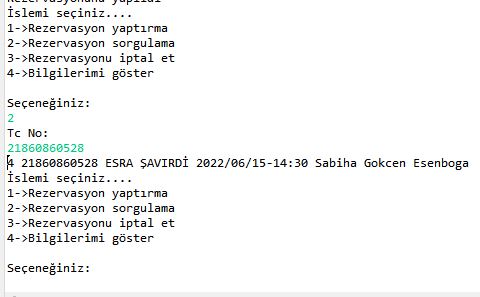 Rezervasyonu yapıldı
İslemi seçiniz....
1->Rezervasyon yaptırma
2->Rezervasyon sorgulama
3->Rezervasyonu iptal et
4->Bilgilerimi göster
Seçeneğiniz:
2
Tc No:
21860860528
4 21860860528 ESRA ŞAVIRDİ 2022/06/15-14:30 Sabiha Gokcen Esenboga
İslemi seçiniz....
1->Rezervasyon yaptırma
2->Rezervasyon sorgulama
3->Rezervasyonu iptal et
4->Bilgilerimi göster
Seçeneğiniz: